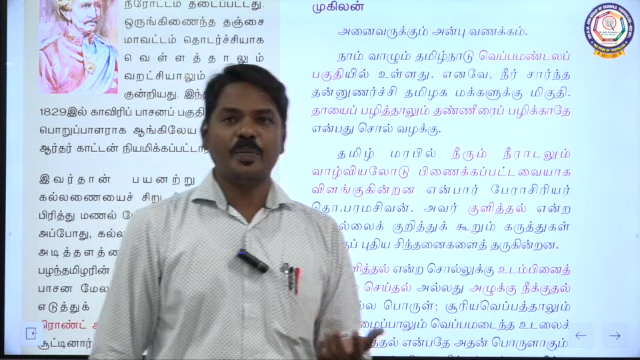 நீரோட்டம் தடைப்பட்டது.
ஒருங்கிணைந்த தஞ்சை
மாவட்டம் தொடர்ச்சியாக
வெள்ளத்தாலும்
வறட்சியாலும்
குன்றியது.
1829இல் காவிரிப் பாசனப் பகுதி
பொறுப்பாளராக ஆங்கிலேய
ஆர்தர் காட்டன் நியமிக்கப்பட்டார்
இவர்தான் பயனற்று
கல்லணையைச் சிறு
பிரித்து மணல்
அப்போது,
அடித்தளத்தை
பழந்தமிழரின்
பாசன மேலா
எடுத்துக்
ரொண்ட்
சூட்டினார்
முகிலன்
அனைவருக்கும் அன்பு வணக்கம்.
நாம் வாழும் தமிழ்நாடு வெப்பமண்டலப்
பகுதியில் உள்ளது. எனவே, நீர் சார்ந்த
தன்னுணர்ச்சி தமிழக மக்களுக்கு மிகுதி.
தாயைப் பழித்தாலும் தண்ணீரைப் பழிக்காதே
என்பது சொல் வழக்கு.
தமிழ் மரபில் நீரும் நீராடலும்
வாழ்வியலோடு பிணைக்கப்பட்டவையாக
விளங்குகின்றன என்பார் பேராசிரியர்
தொ.பரமசிவன். அவர் குளித்தல் என்ற
குறித்துக் கூறும் கருத்துகள்
புதிய சிந்தனைகளைத் தருகின்றன.
என்ற சொல்லுக்கு உடம்பினைத்
செய்தல் அல்லது அழுக்கு நீக்குதல்
பொருள்; சூரியவெப்பத்தாலும்
வெப்பமடைந்த உடலைச்
என்பதே அதன் பொருளாகும்